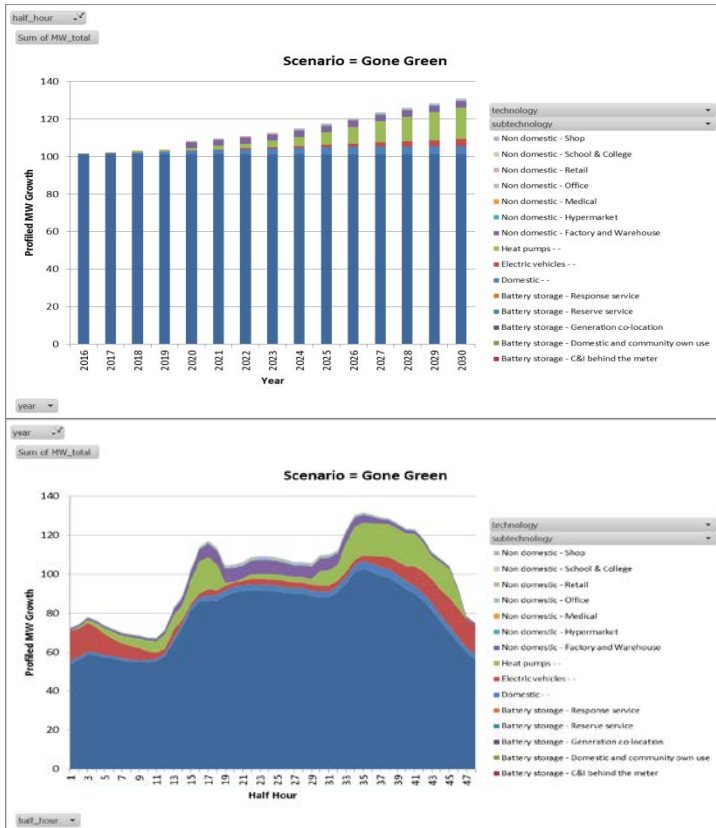 half_hour
Sum of MW_total
Scenario = Gone Green
140
120
100
80
60
40
20
0
Profiled MW Growth
2016
2017
2018
2019
2020
2021
2022
2023
2024
2025
2026
2027
2028
2029
2030
Year
technology
subtechnology
Non domestic - Shop
Non domestic - School & College
Non domestic - Retail
Non domestic - Office
Non domestic - Medical
Non domestic - Hypermarket
Non domestic - Factory and Warehouse
Heat pumps - -
Electric vehicles - -
Domestic - -
Battery storage - Response service
Battery storage - Reserve service
Battery storage - Generation co-location
Battery storage - Domestic and community own use
Battery storage - C&I behind the meter
year
year
Sum of MW_total
Scenario = Gone Green
140
120
100
80
60
40
20
0
Profiled MW Growth
1
3
5
7
9
11
13
15
17
19
21
23
25
27
29
31
33
35
37
39
41
43
45
47
Half Hour
technology
subtechnology
Non domestic - Shop
Non domestic - School & College
Non domestic - Retail
Non domestic - Office
Non domestic - Medical
Non domestic - Hypermarket
Non domestic - Factory and Warehouse
Heat pumps - -
Electric vehicles - -
Domestic - -
Battery storage - Response service
Battery storage - Reserve service
Battery storage - Generation co-location
Battery storage - Domestic and community own use
Battery storage - C&I behind the meter
half_hour